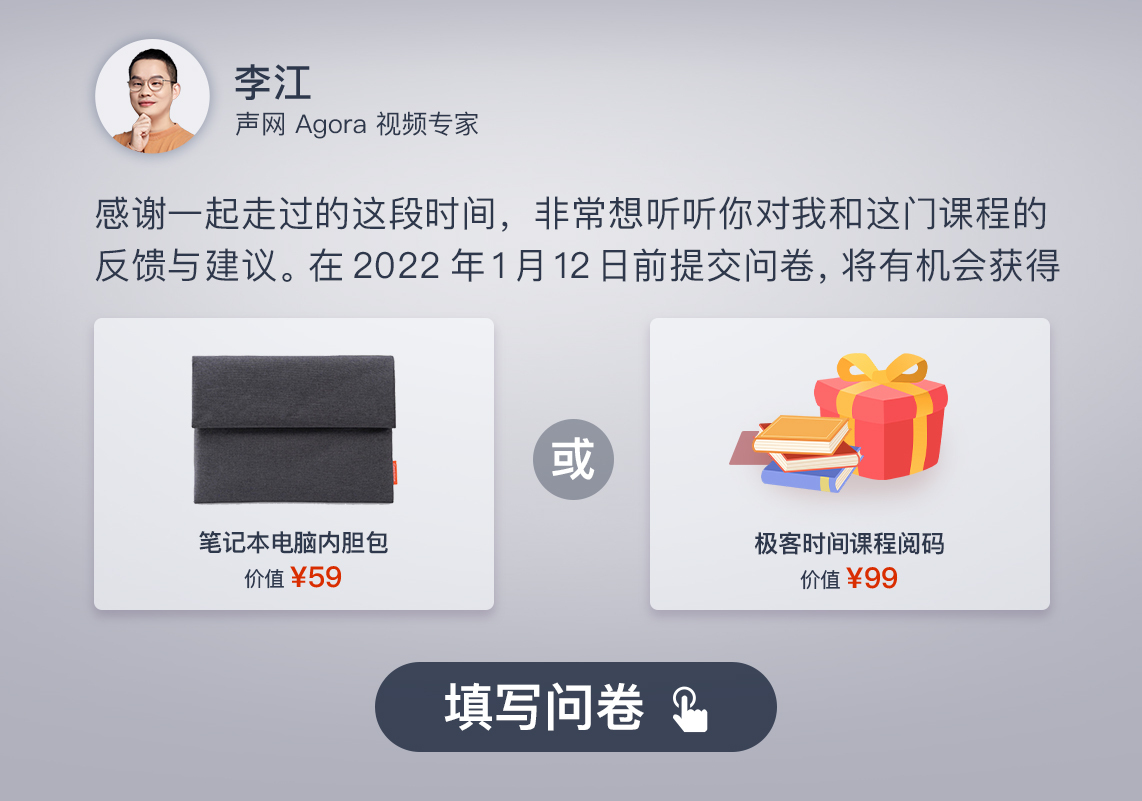 李江
声网 Agora 视频专家
感谢一起走过的这段时间，非常想听听你对我和这门课程的
反馈与建议。在 2022 年 1 月 12 日前提交问卷，将有机会获得
笔记本电脑内胆包
价值 ¥59
或
极客时间课程阅码
价值 ¥99
填写问卷